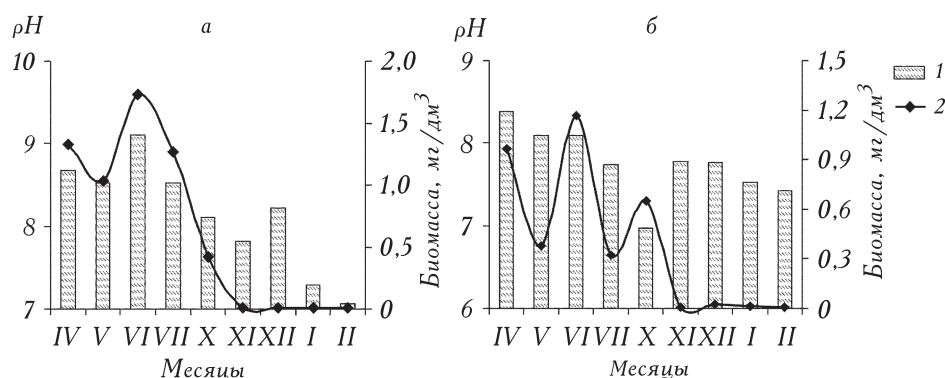 pH а
10
9
8
7
2,0
1,5
1,0
0,5
0
Биомасса, мг/дм³
IV V VI VII X XI XII I II
Месяцы
pH б
9
8
7
6
1,5
1,2
0,9
0,6
0,3
0
Биомасса, мг/дм³
IV V VI VII X XI XII I II
Месяцы
1
2